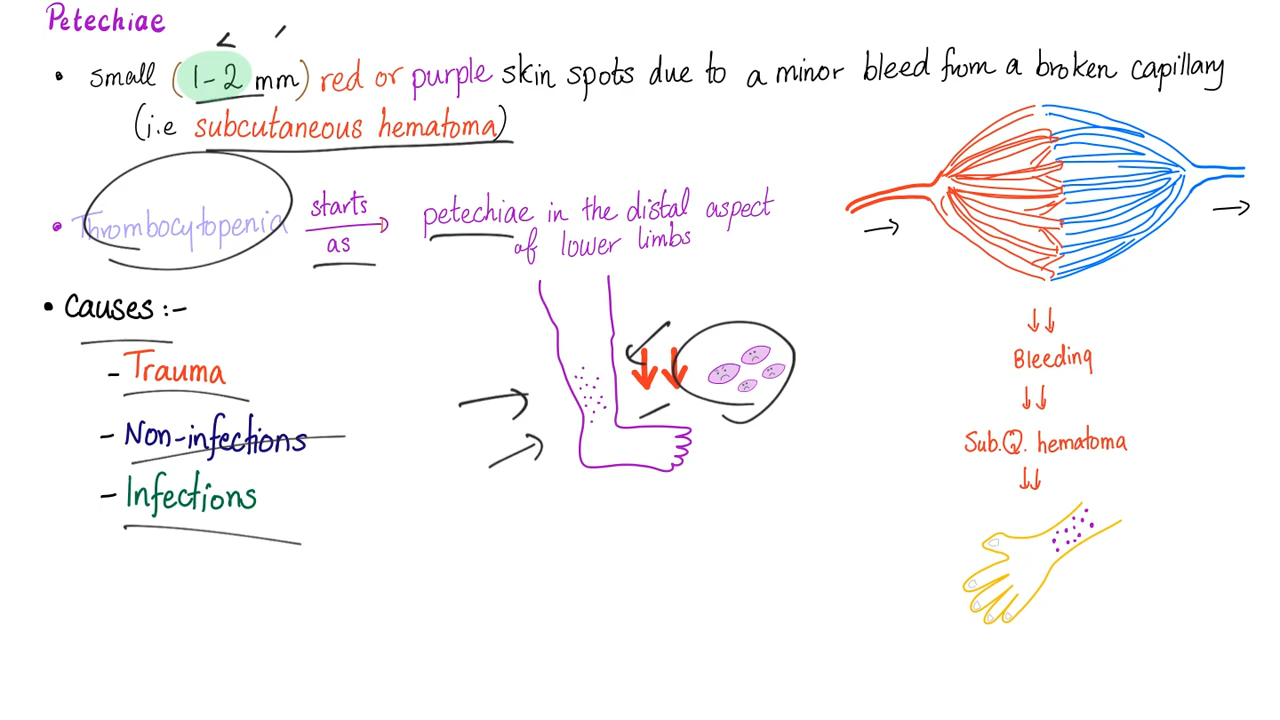 Petechiae
• small (1-2 mm) red or purple skin spots due to a minor bleed from a broken capillary
(i.e subcutaneous hematoma)
• Thrombocytopenia starts as petechiae in the distal aspect
of lower limbs
• Causes :-
- Trauma
- Non-infections
- Infections
Bleeding
Sub.Q. hematoma